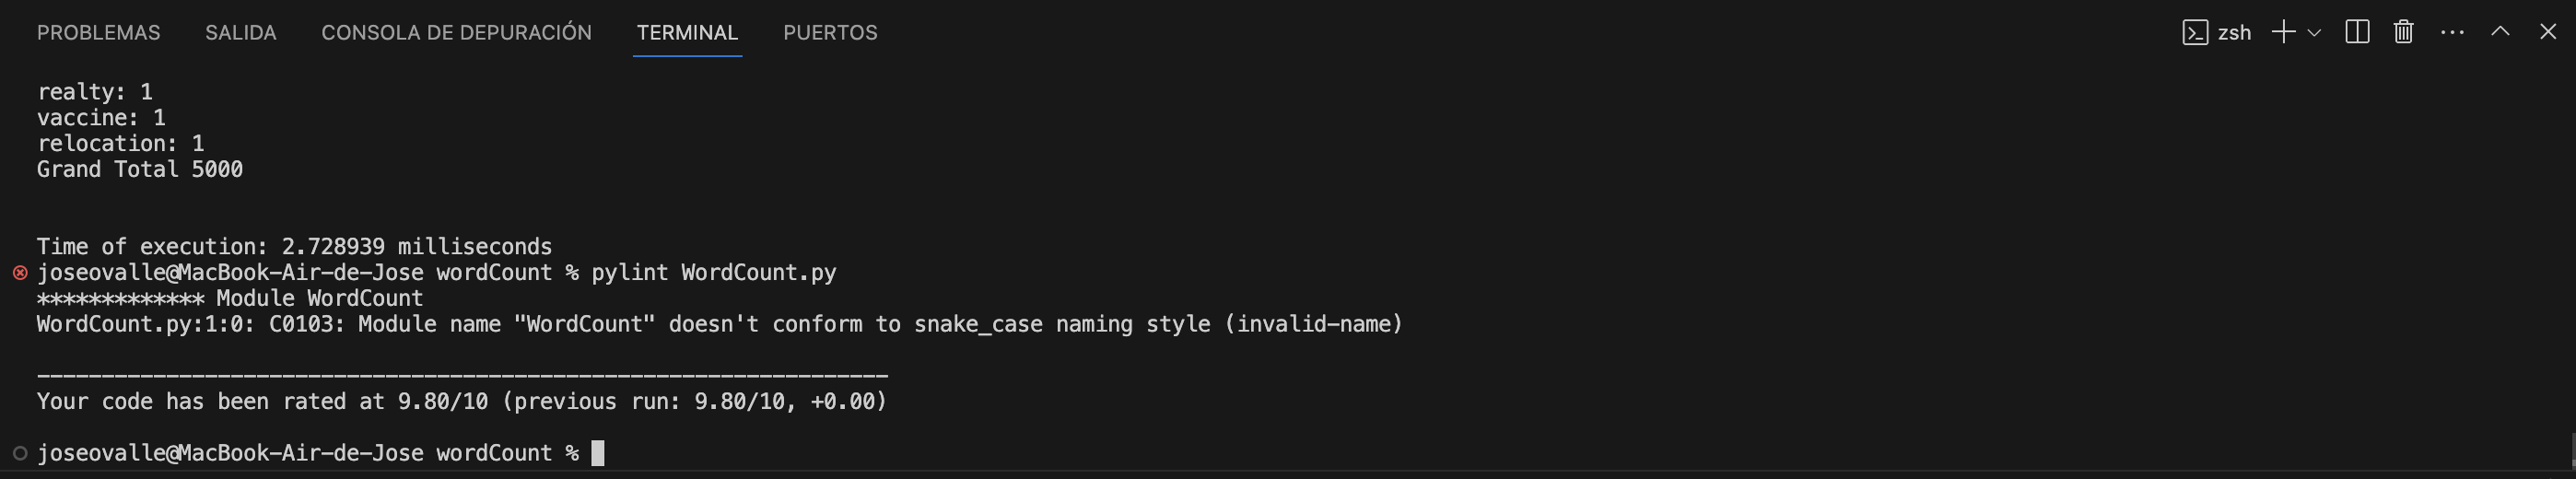 PROBLEMAS SALIDA CONSOLA DE DEPURACIÓN TERMINAL PUERTOS zsh
realty: 1
vaccine: 1
relocation: 1
Grand Total 5000
Time of execution: 2.728939 milliseconds
joseovalle@MacBook-Air-de-Jose wordCount % pylint WordCount.py
************* Module WordCount
WordCount.py:1:0: C0103: Module name "WordCount" doesn't conform to snake_case naming style (invalid-name)
------------------------------------------------------------------
Your code has been rated at 9.80/10 (previous run: 9.80/10, +0.00)
joseovalle@MacBook-Air-de-Jose wordCount %